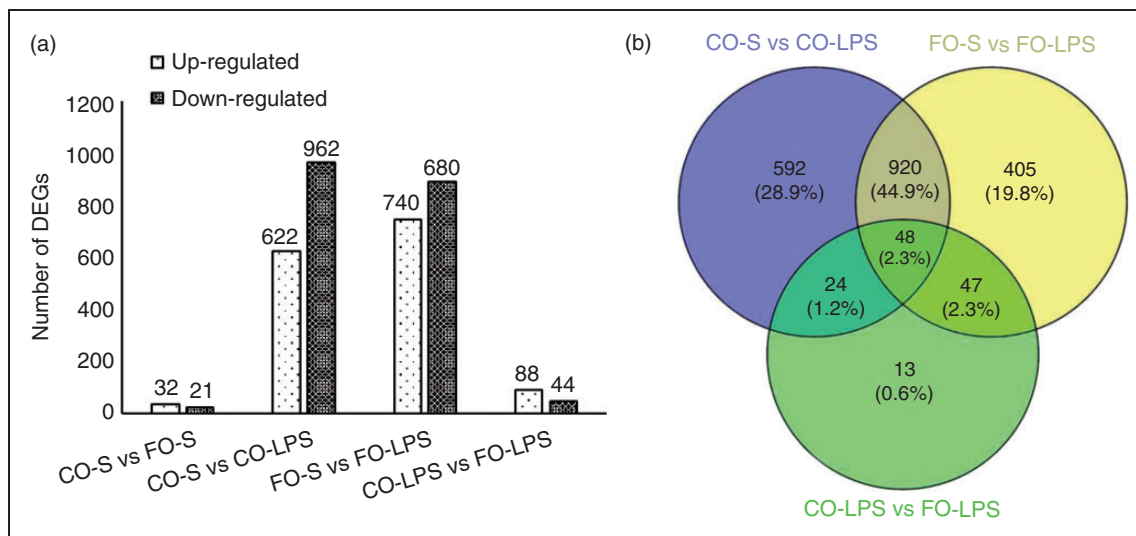 (a)
Up-regulated
Down-regulated
Number of DEGs
1200
1000
800
600
400
200
0
32
21
622
962
740
680
88
44
CO-S vs FO-S
CO-S vs CO-LPS
FO-S vs FO-LPS
CO-LPS vs FO-LPS
(b)
CO-S vs CO-LPS
FO-S vs FO-LPS
592
(28.9%)
920
(44.9%)
405
(19.8%)
48
(2.3%)
24
(1.2%)
47
(2.3%)
13
(0.6%)
CO-LPS vs FO-LPS